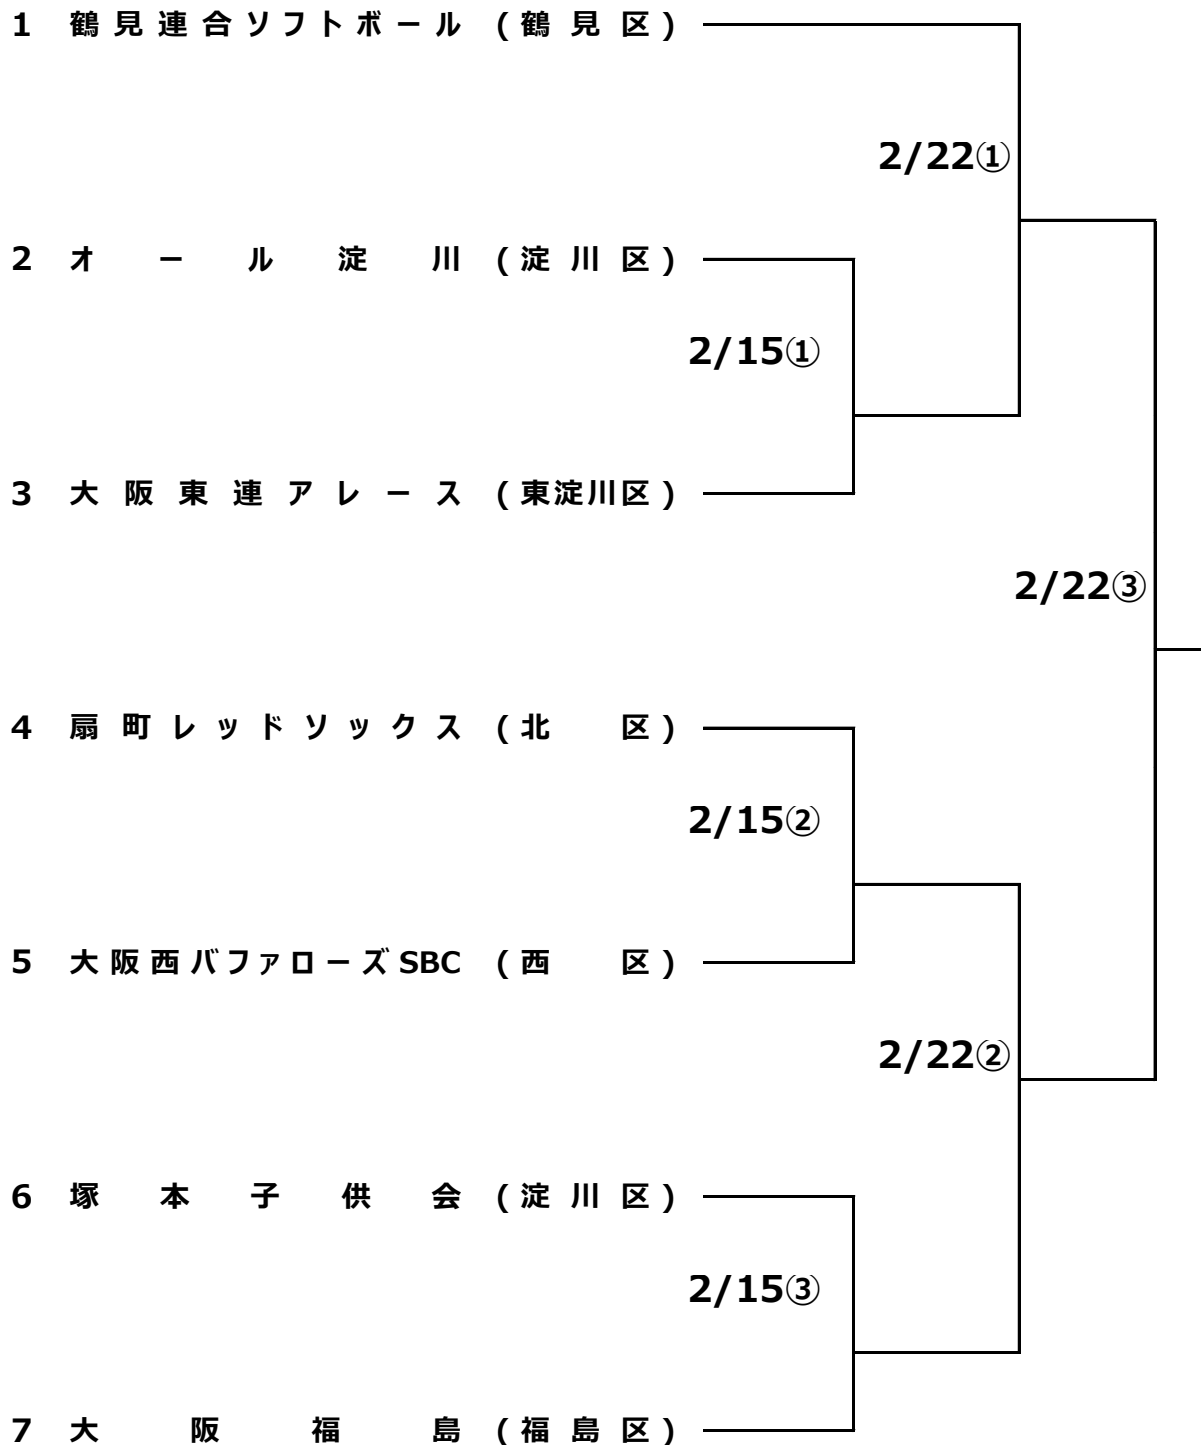 1 鶴見連合ソフトボール (鶴見区)
2/22①
2 オール淀川 (淀川区)
2/15①
3 大阪東連アレース (東淀川区)
2/22③
4 扇町レッドソックス (北区)
2/15②
5 大阪西バファローズSBC (西区)
2/22②
6 塚本子供会 (淀川区)
2/15③
7 大阪福島 (福島区)